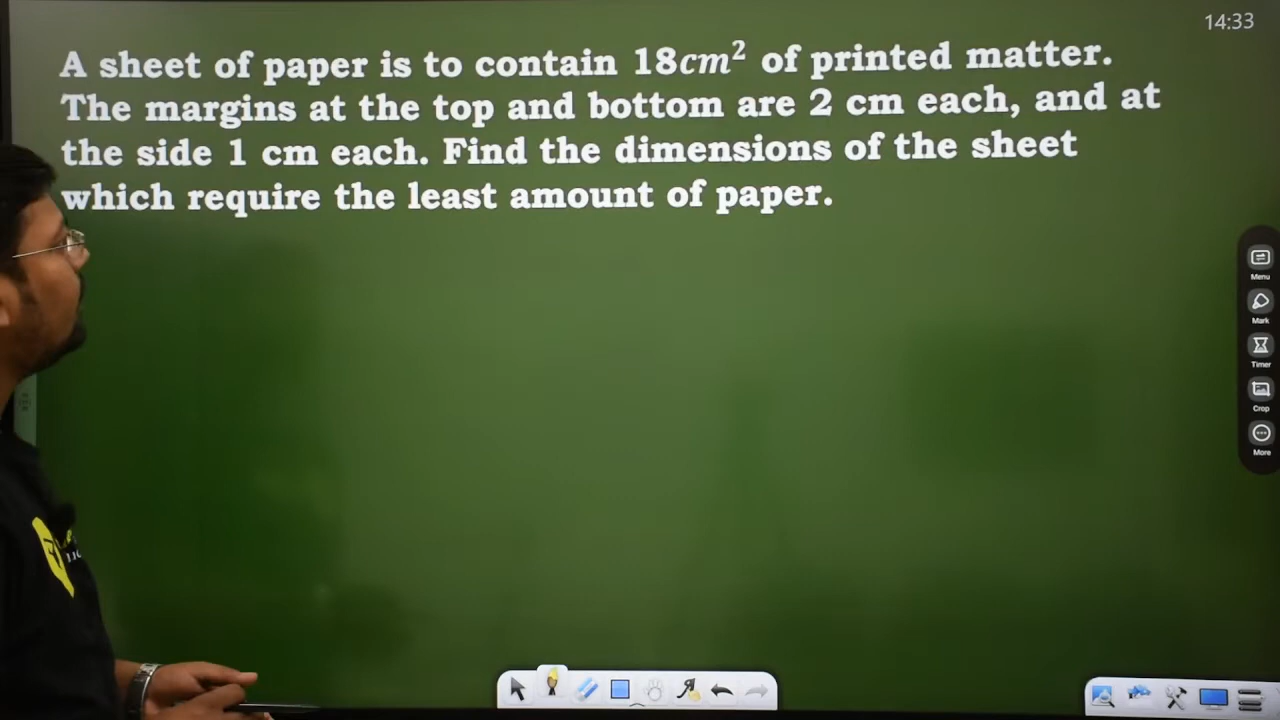 14:33
A sheet of paper is to contain 18cm² of printed matter.
The margins at the top and bottom are 2 cm each, and at
the side 1 cm each. Find the dimensions of the sheet
which require the least amount of paper.
Menu
Mark
Timer
Crop
More